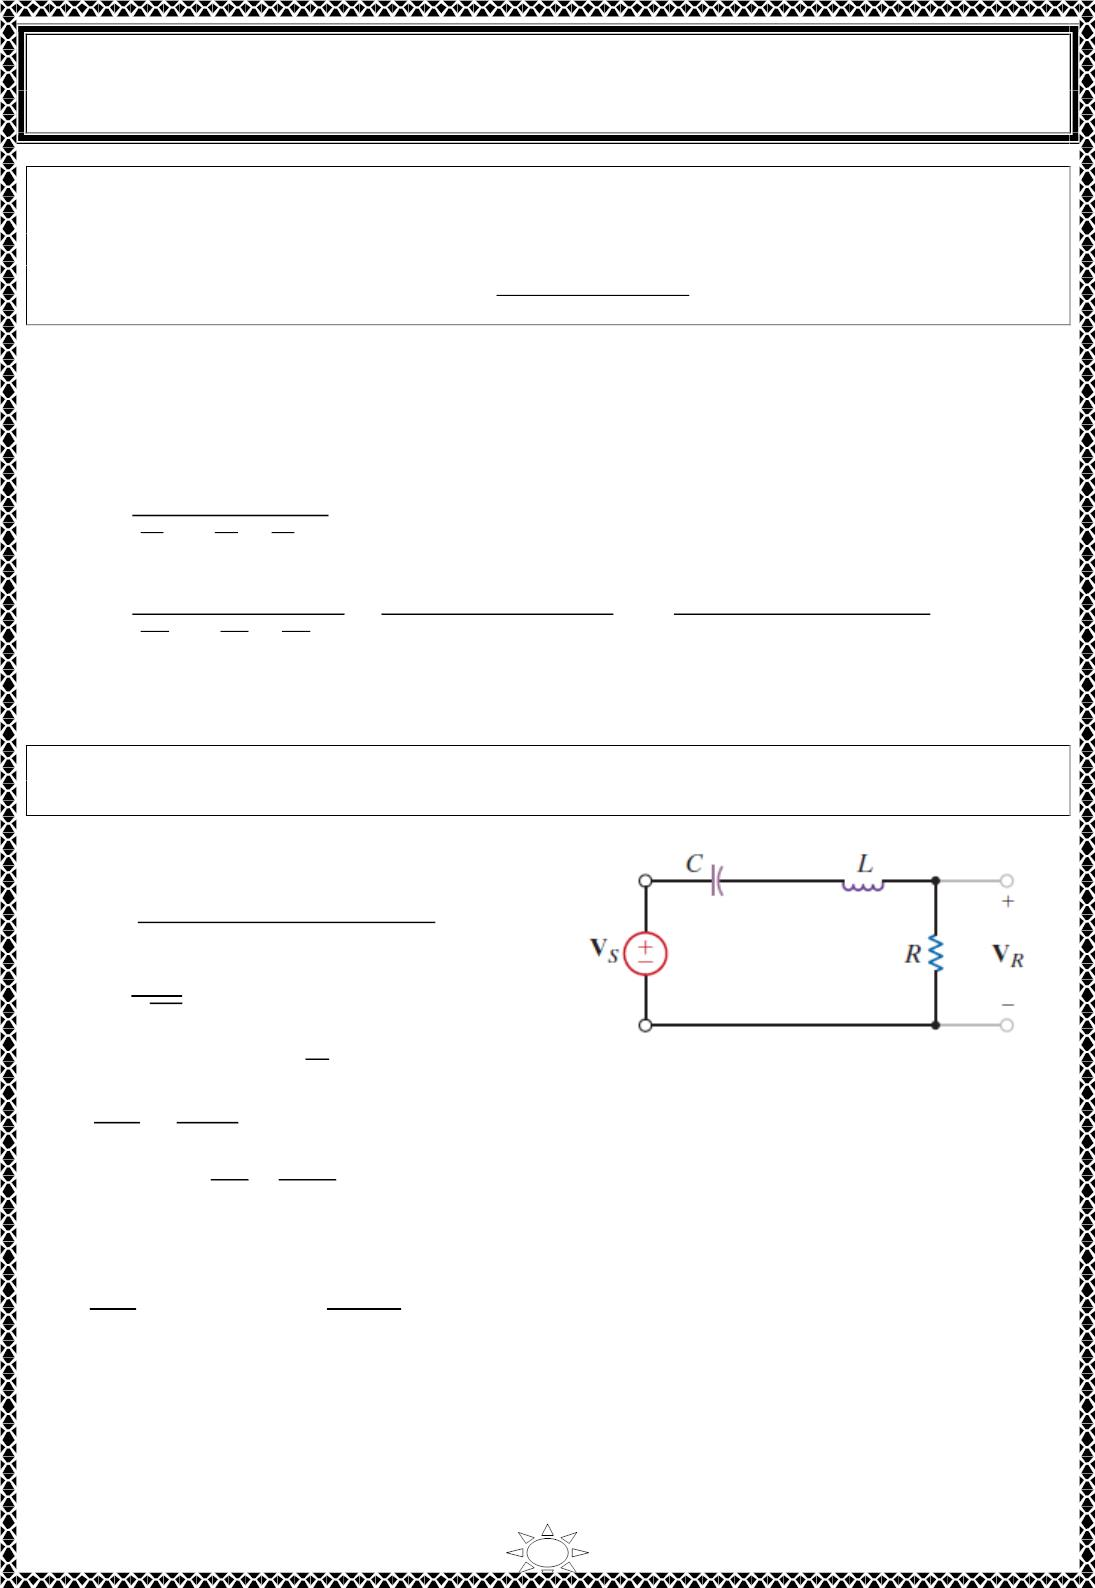 C L
+
V_S + − R V_R
−